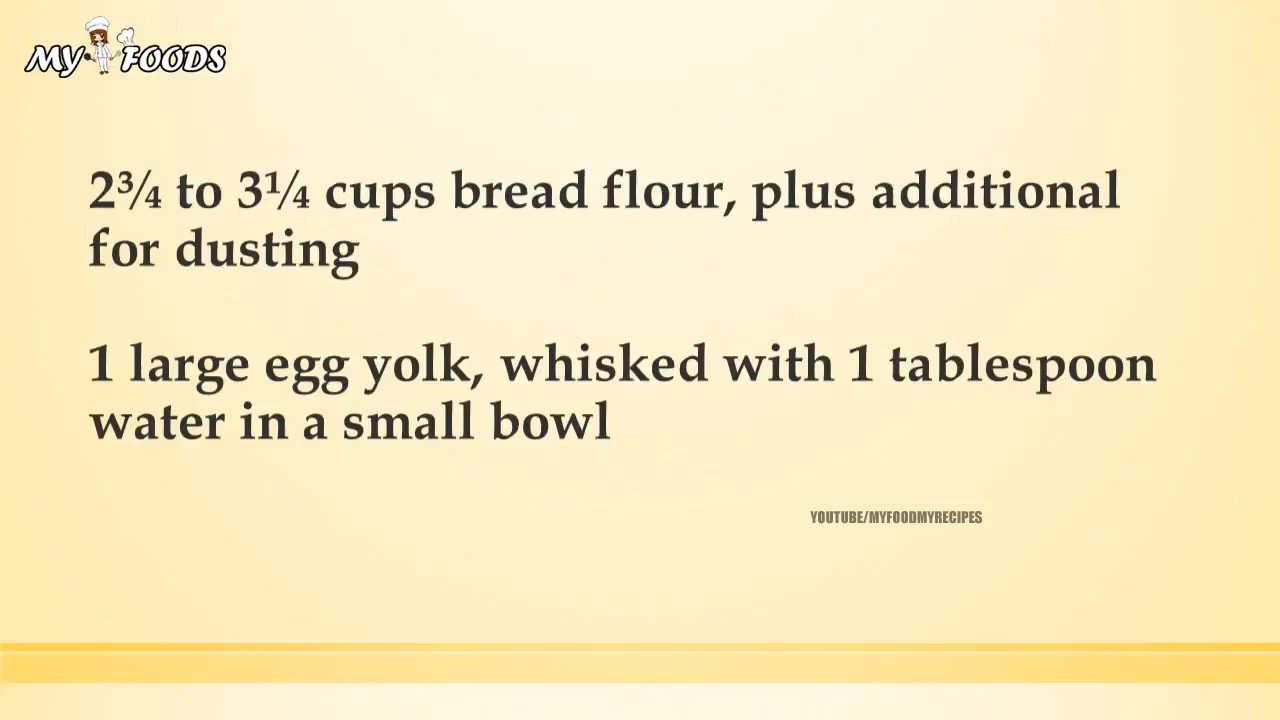 MY FOODS
2¾ to 3¼ cups bread flour, plus additional
for dusting
1 large egg yolk, whisked with 1 tablespoon
water in a small bowl
YOUTUBE/MYFOODMYRECIPES